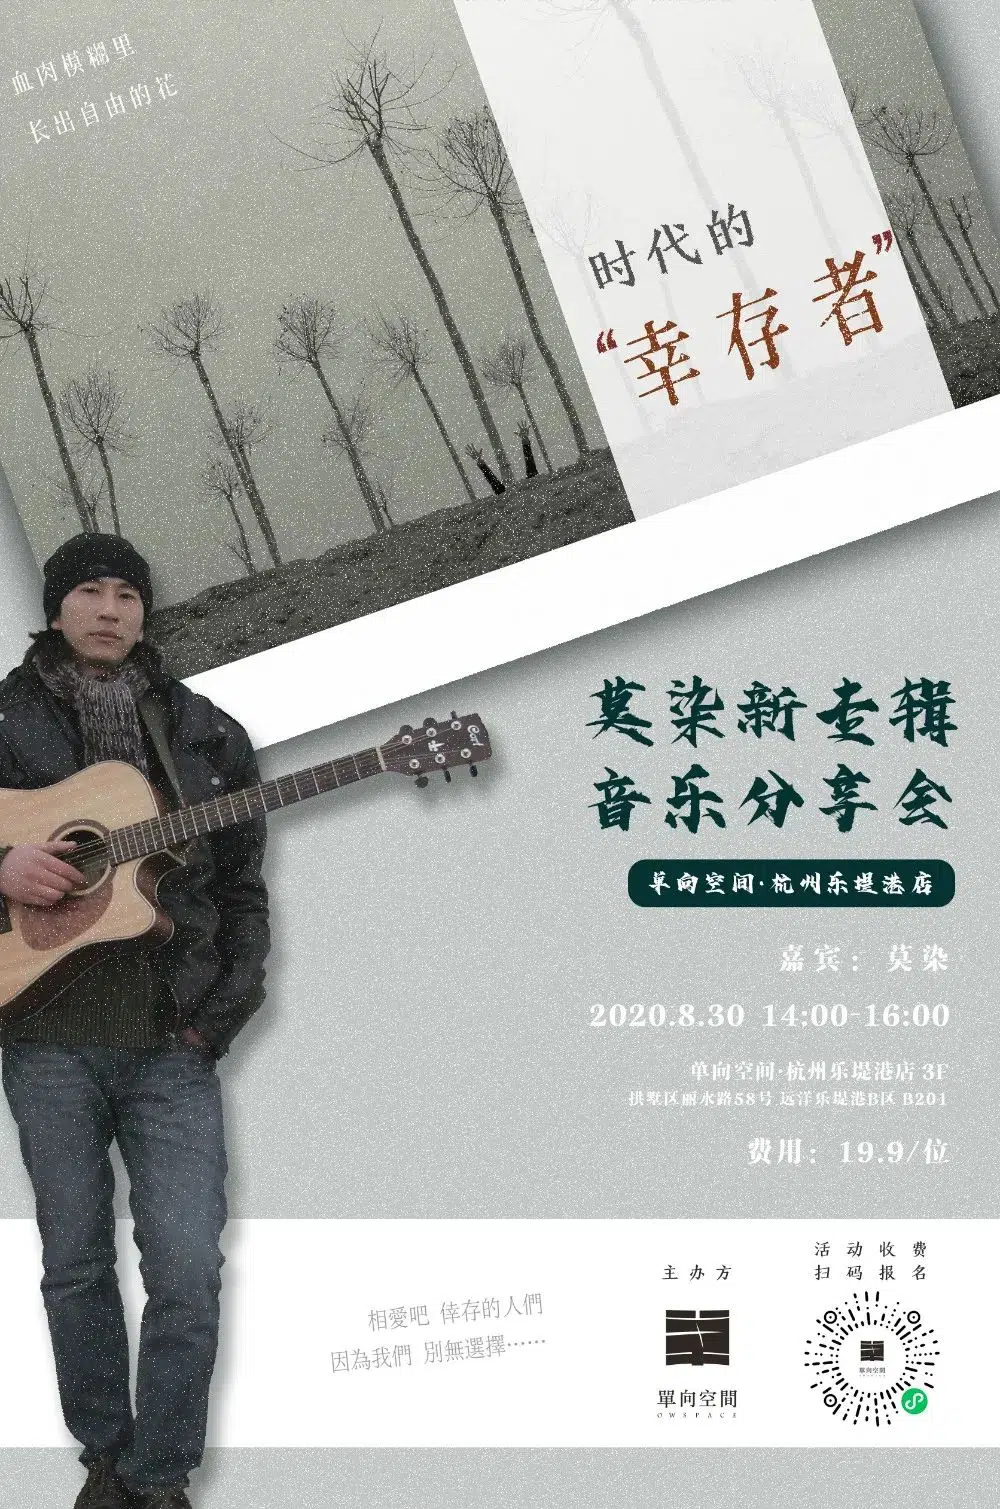 血肉模糊里
长出自由的花
时代的
“幸存者”
Cort
莫染新专辑
音乐分享会
单向空间·杭州乐堤港店
嘉宾：莫染
2020.8.30 14:00-16:00
单向空间·杭州乐堤港店 3F
拱墅区丽水路58号 远洋乐堤港B区 B201
费用：19.9/位
相愛吧 倖存的人們
因為我們 別無選擇……
主办方
單向空間
OWSPACE
活动收费
扫码报名
單向空間